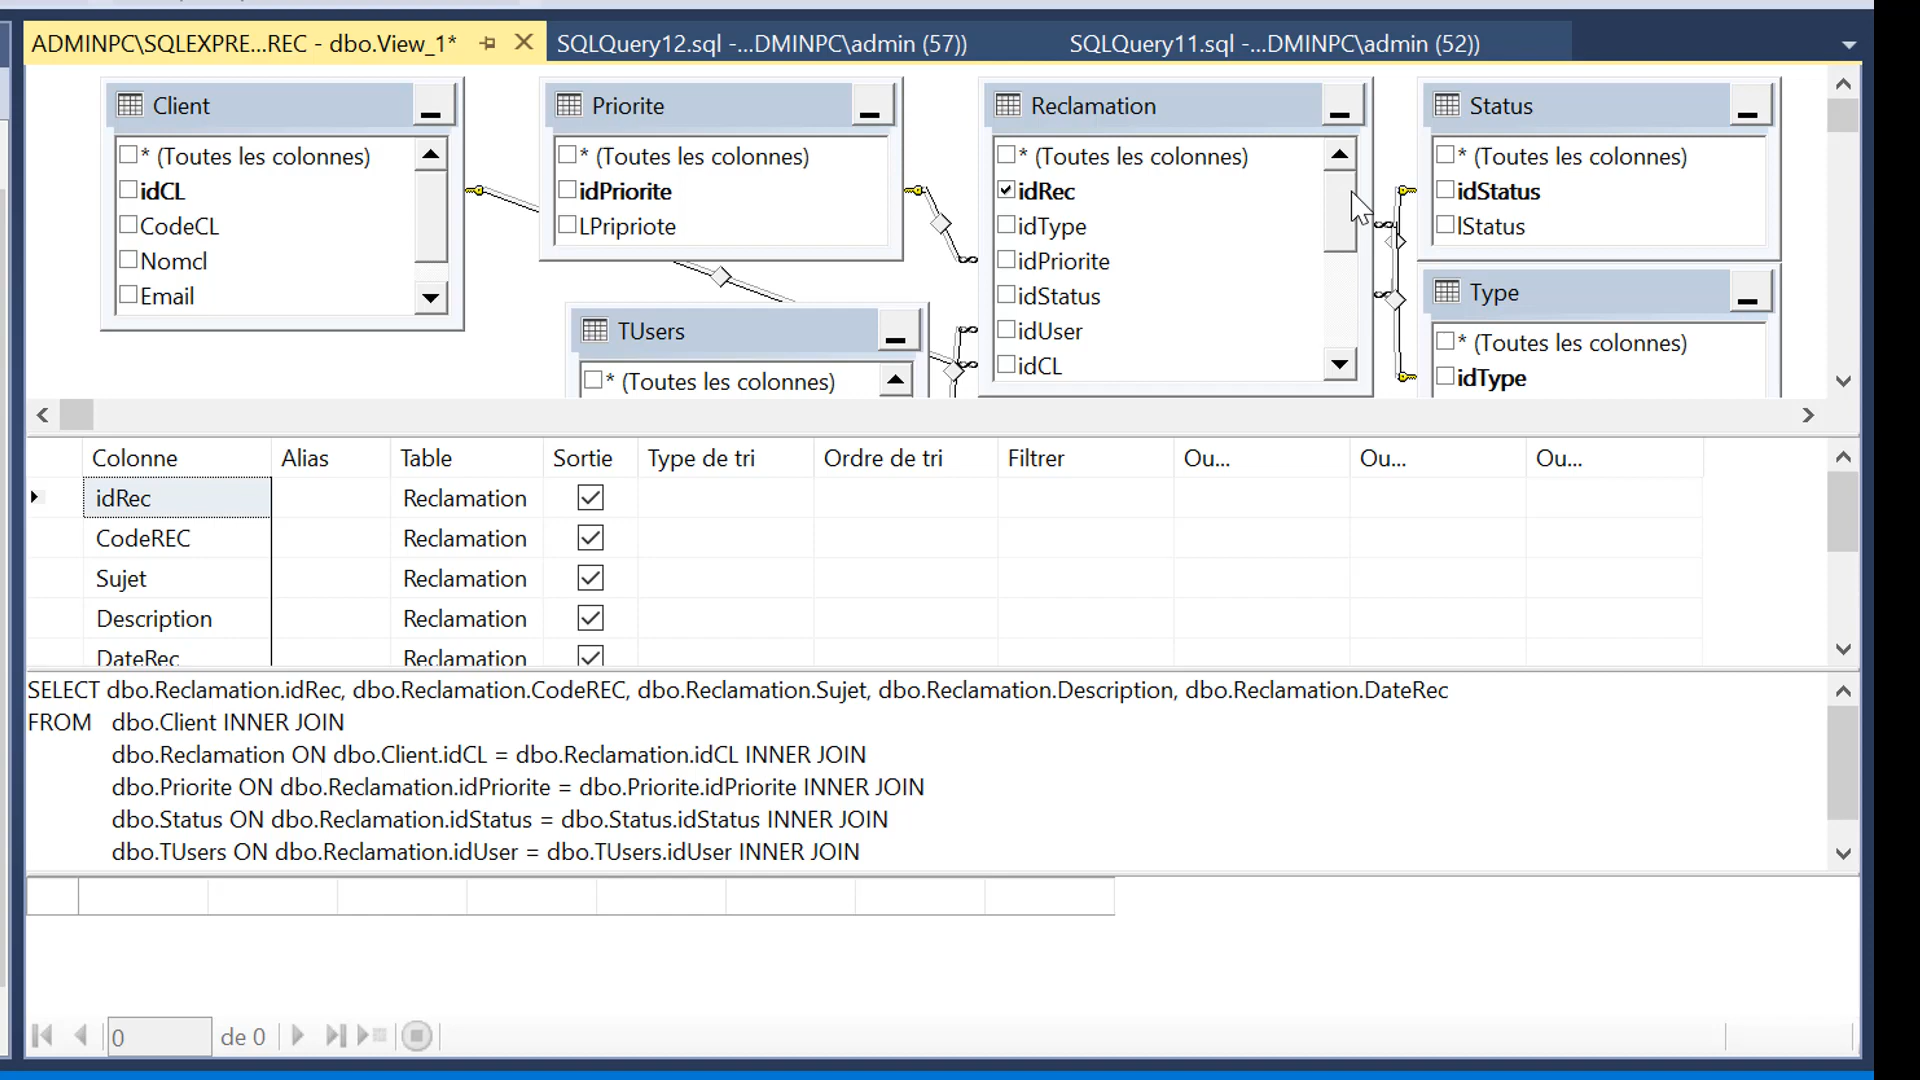 ADMINPC\SQLEXPRE...REC - dbo.View_1*
SQLQuery12.sql -...DMINPC\admin (57))
SQLQuery11.sql -...DMINPC\admin (52))
Client
* (Toutes les colonnes)
idCL
CodeCL
Nomcl
Email
Priorite
* (Toutes les colonnes)
idPriorite
LPripriote
TUsers
* (Toutes les colonnes)
Reclamation
* (Toutes les colonnes)
idRec
idType
idPriorite
idStatus
idUser
idCL
Status
* (Toutes les colonnes)
idStatus
lStatus
Type
* (Toutes les colonnes)
idType
Colonne Alias Table Sortie Type de tri Ordre de tri Filtrer Ou... Ou... Ou...
idRec Reclamation
CodeREC Reclamation
Sujet Reclamation
Description Reclamation
DateRec Reclamation
SELECT dbo.Reclamation.idRec, dbo.Reclamation.CodeREC, dbo.Reclamation.Sujet, dbo.Reclamation.Description, dbo.Reclamation.DateRec
FROM dbo.Client INNER JOIN
dbo.Reclamation ON dbo.Client.idCL = dbo.Reclamation.idCL INNER JOIN
dbo.Priorite ON dbo.Reclamation.idPriorite = dbo.Priorite.idPriorite INNER JOIN
dbo.Status ON dbo.Reclamation.idStatus = dbo.Status.idStatus INNER JOIN
dbo.TUsers ON dbo.Reclamation.idUser = dbo.TUsers.idUser INNER JOIN
0 de 0